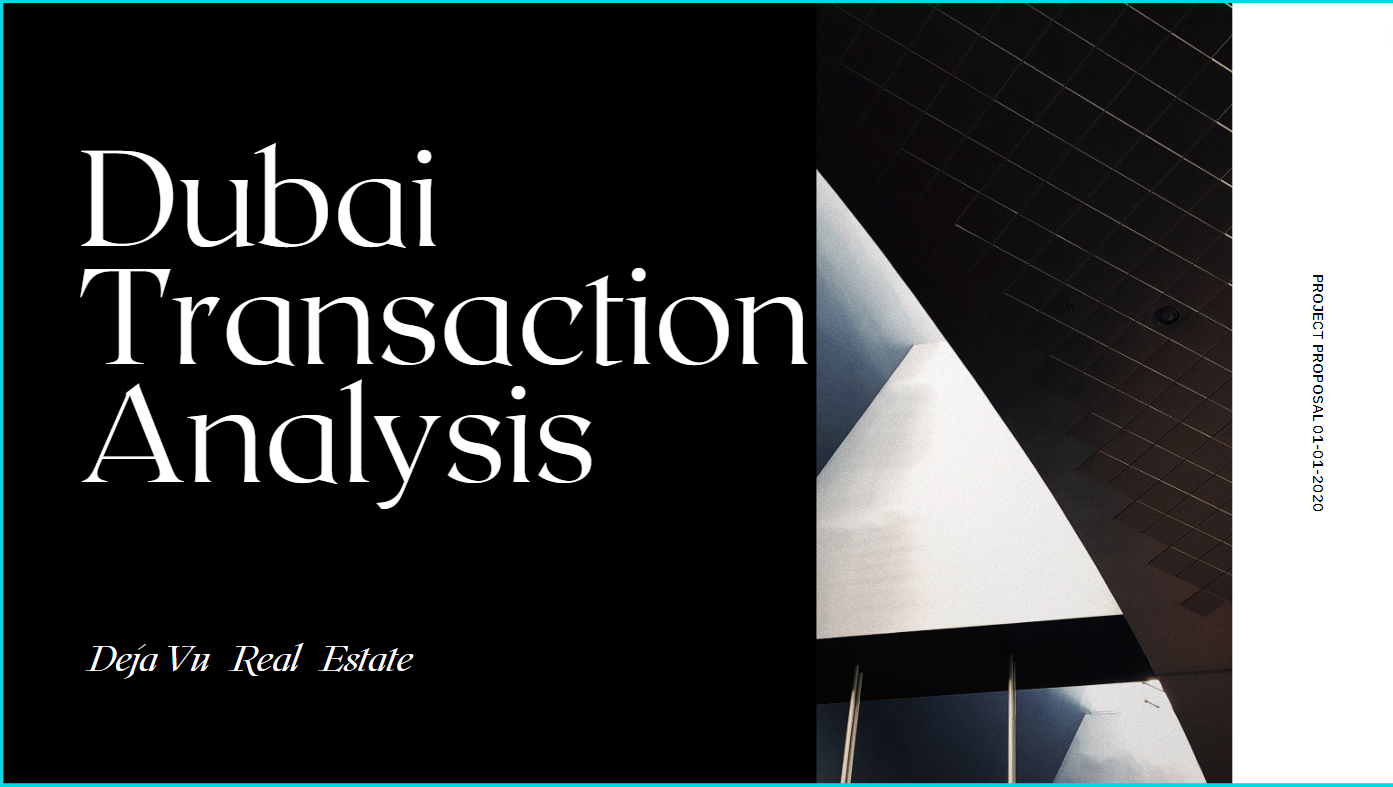 Dubai
Transaction
Analysis
Deja Vu Real Estate
PROJECT PROPOSAL 01-01-2020